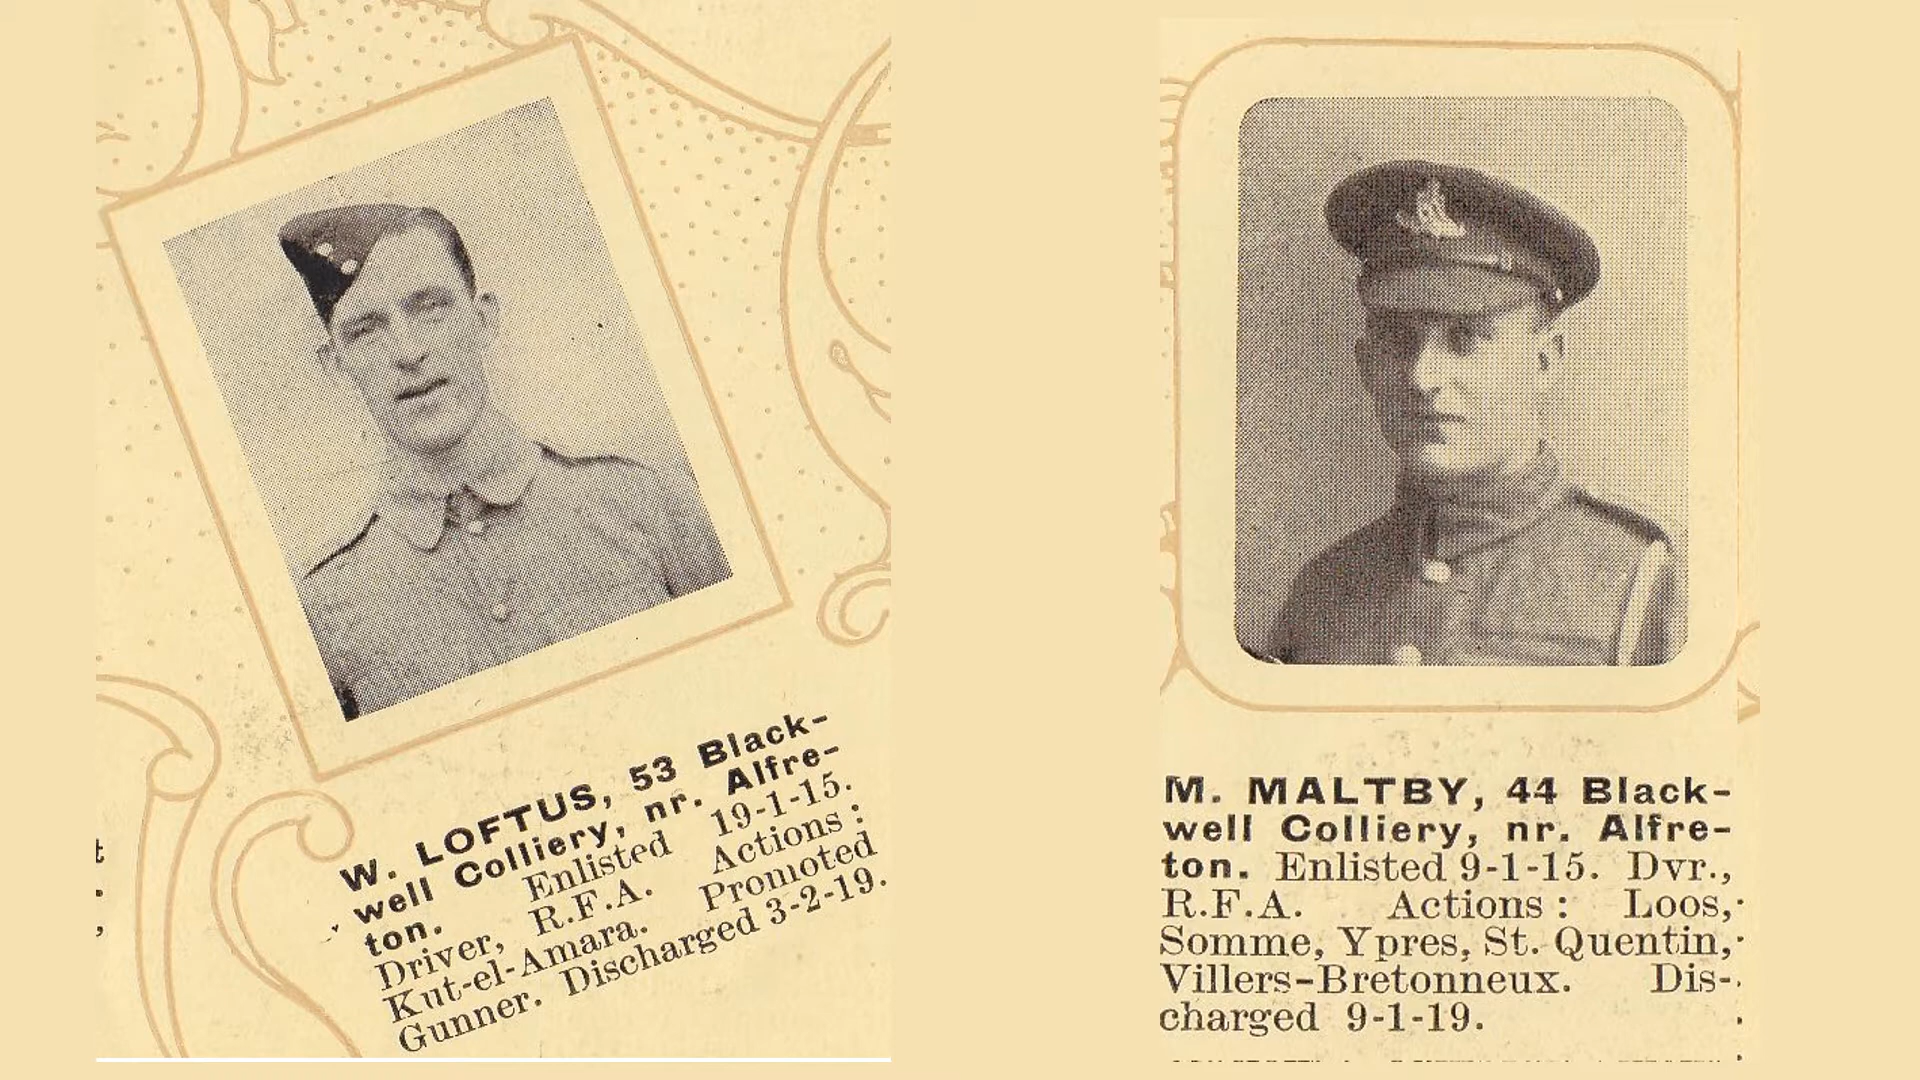 W. LOFTUS, 53 Black-
well Colliery, nr. Alfre-
ton. Enlisted 19-1-15.
Driver, R.F.A. Actions :
Kut-el-Amara. Promoted
Gunner. Discharged 3-2-19.
M. MALTBY, 44 Black-
well Colliery, nr. Alfre-
ton. Enlisted 9-1-15. Dvr.,
R.F.A. Actions : Loos,
Somme, Ypres, St. Quentin,
Villers-Bretonneux. Dis-
charged 9-1-19.